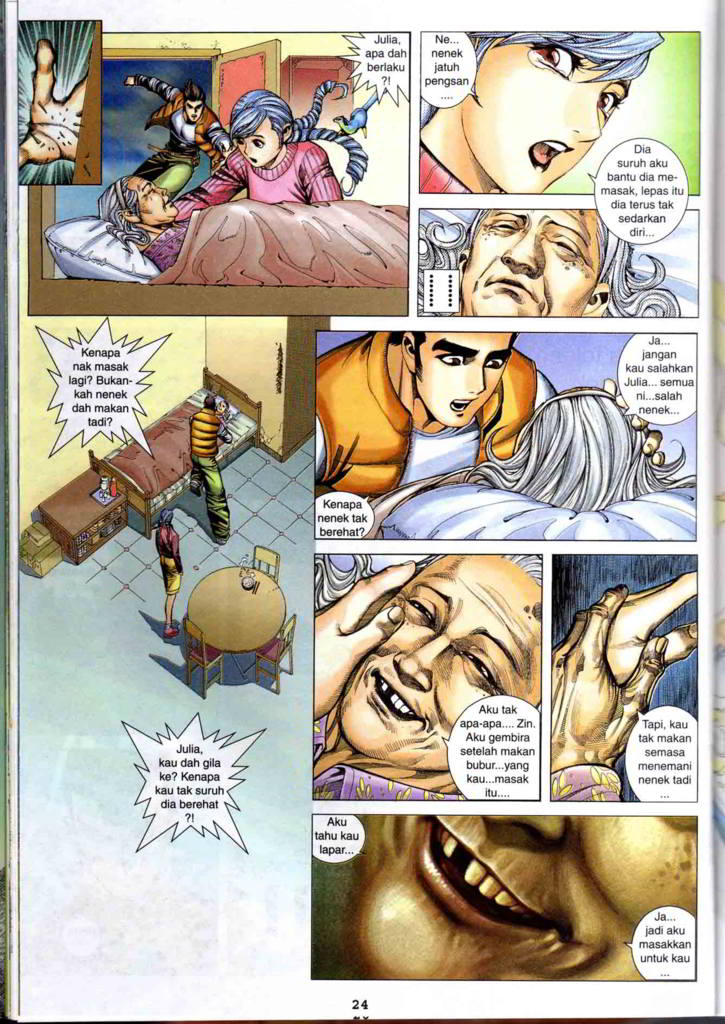 Julia,
apa dah
berlaku
?!
Ne...
nenek
jatuh
pengsan
....
Dia
suruh aku
bantu dia me-
masak, lepas itu
dia terus tak
sedarkan
diri...
Kenapa
nak masak
lagi? Bukan-
kah nenek
dah makan
tadi?
Ja...
jangan
kau salahkan
Julia... semua
ni...salah
nenek...
Kenapa
nenek tak
berehat?
Julia,
kau dah gila
ke? Kenapa
kau tak suruh
dia berehat
?!
Aku tak
apa-apa.... Zin.
Aku gembira
setelah makan
bubur...yang
kau...masak
itu....
Tapi, kau
tak makan
semasa
menemani
nenek tadi
...
Aku
tahu kau
lapar...
Ja...
jadi aku
masakkan
untuk kau
...
24